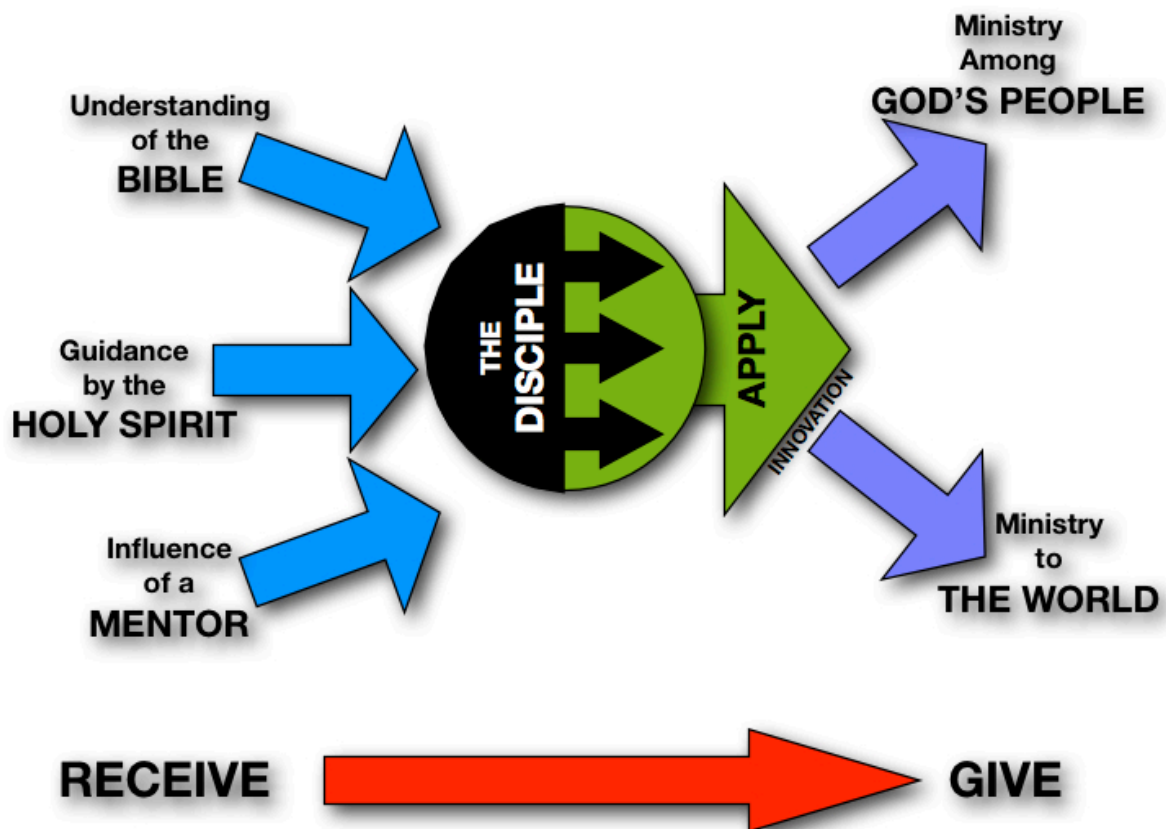 Understanding
of the
BIBLE
Guidance
by the
HOLY SPIRIT
Influence
of a
MENTOR
THE
DISCIPLE
APPLY
INNOVATION
Ministry
Among
GOD'S PEOPLE
Ministry
to
THE WORLD
RECEIVE
GIVE